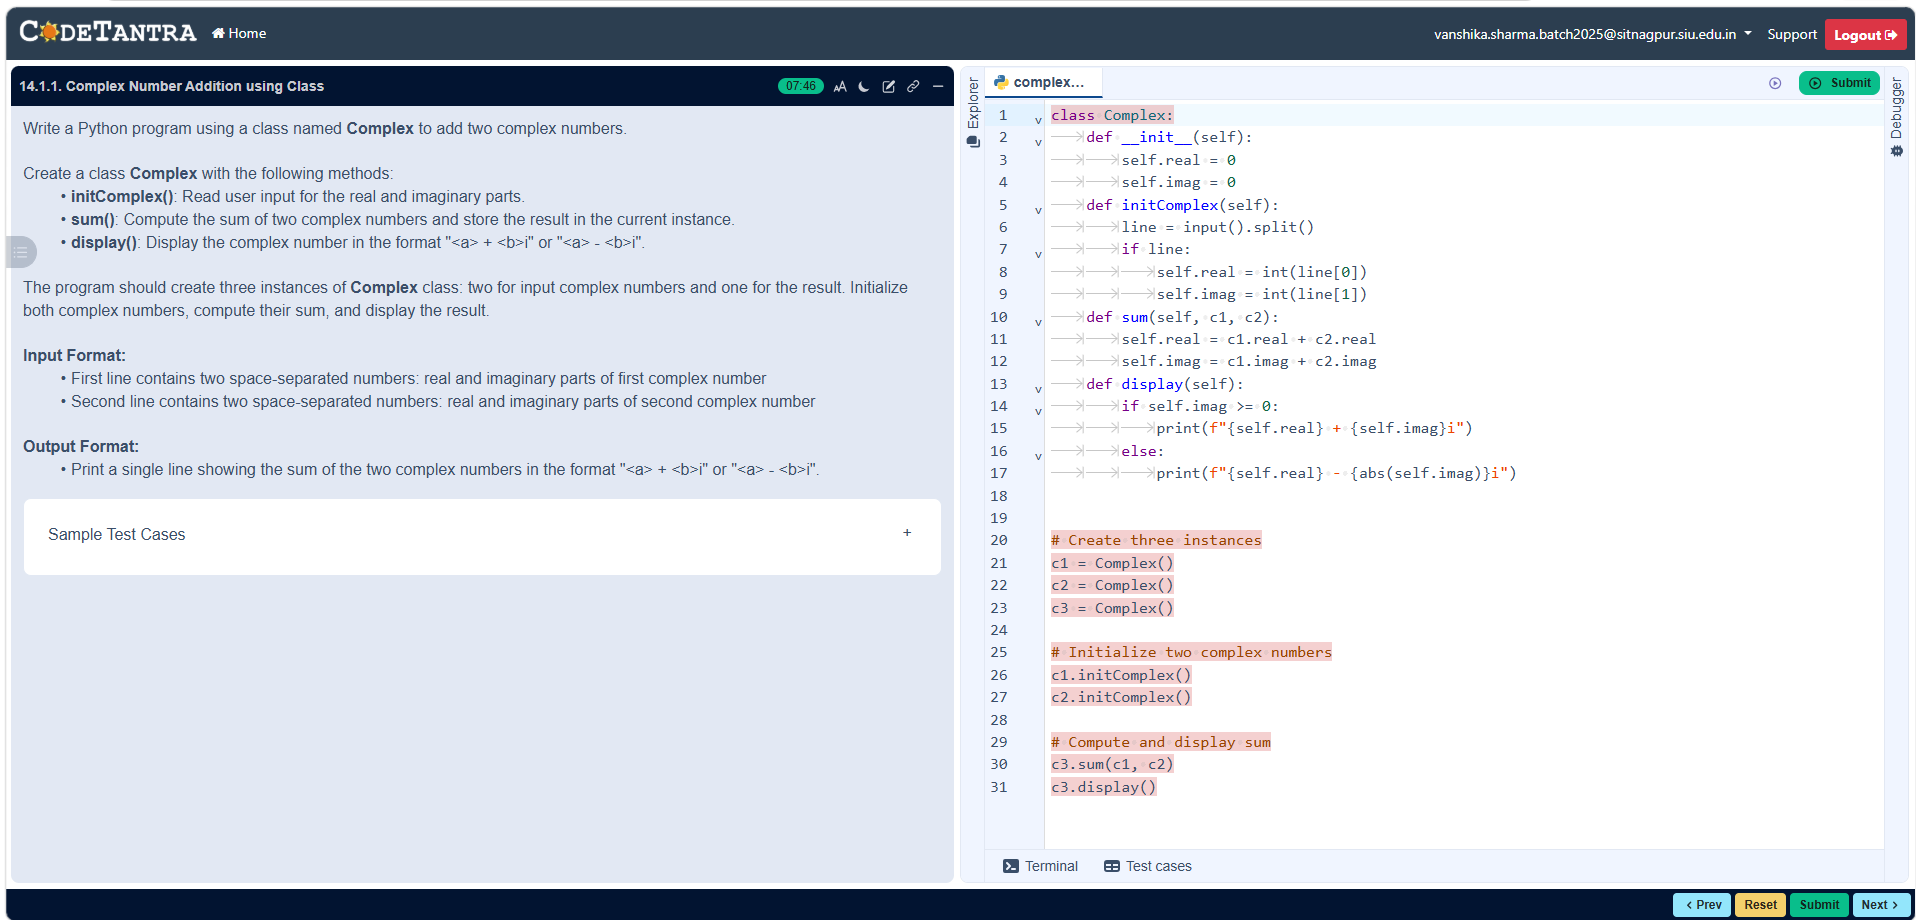 CODETANTRA
Home
vanshika.sharma.batch2025@sitnagpur.siu.edu.in
Support
Logout
14.1.1. Complex Number Addition using Class
07:46
Write a Python program using a class named Complex to add two complex numbers.
Create a class Complex with the following methods:
• initComplex(): Read user input for the real and imaginary parts.
• sum(): Compute the sum of two complex numbers and store the result in the current instance.
• display(): Display the complex number in the format "<a> + <b>i" or "<a> - <b>i".
The program should create three instances of Complex class: two for input complex numbers and one for the result. Initialize
both complex numbers, compute their sum, and display the result.
Input Format:
• First line contains two space-separated numbers: real and imaginary parts of first complex number
• Second line contains two space-separated numbers: real and imaginary parts of second complex number
Output Format:
• Print a single line showing the sum of the two complex numbers in the format "<a> + <b>i" or "<a> - <b>i".
Sample Test Cases
+
Explorer
complex...
Submit
Debugger
1 class Complex:
2 def __init__(self):
3 self.real = 0
4 self.imag = 0
5 def initComplex(self):
6 line = input().split()
7 if line:
8 self.real = int(line[0])
9 self.imag = int(line[1])
10 def sum(self, c1, c2):
11 self.real = c1.real + c2.real
12 self.imag = c1.imag + c2.imag
13 def display(self):
14 if self.imag >= 0:
15 print(f"{self.real} + {self.imag}i")
16 else:
17 print(f"{self.real} - {abs(self.imag)}i")
18
19
20 # Create three instances
21 c1 = Complex()
22 c2 = Complex()
23 c3 = Complex()
24
25 # Initialize two complex numbers
26 c1.initComplex()
27 c2.initComplex()
28
29 # Compute and display sum
30 c3.sum(c1, c2)
31 c3.display()
Terminal
Test cases
< Prev
Reset
Submit
Next >